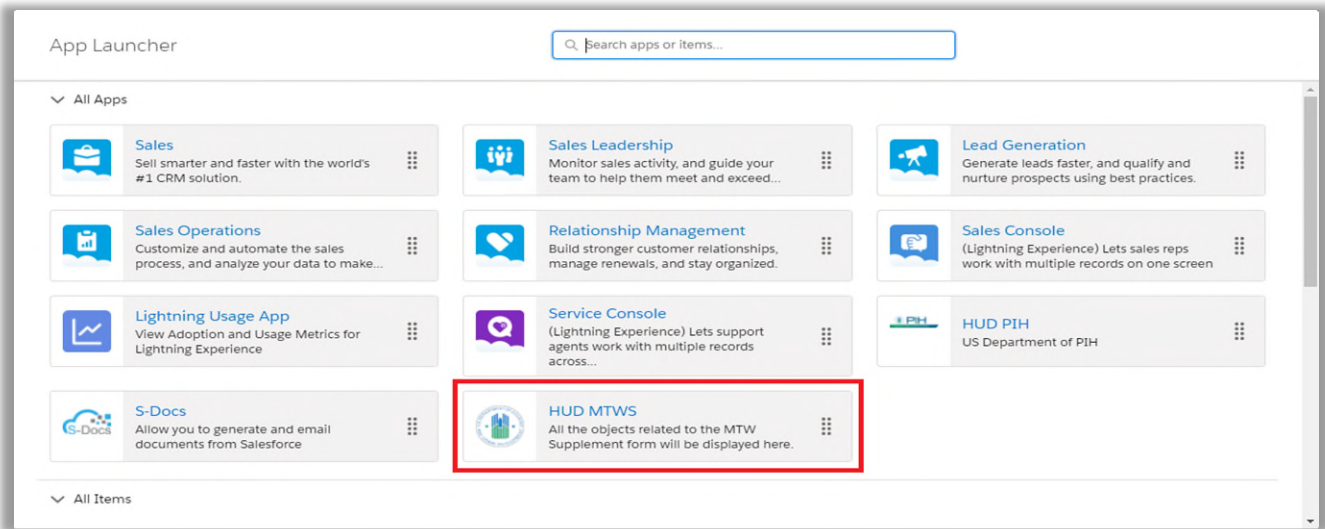 App Launcher
Search apps or items...
All Apps
Sales
Sell smarter and faster with the world's
#1 CRM solution.
Sales Leadership
Monitor sales activity, and guide your
team to help them meet and exceed...
Lead Generation
Generate leads faster, and qualify and
nurture prospects using best practices.
Sales Operations
Customize and automate the sales
process, and analyze your data to make...
Relationship Management
Build stronger customer relationships,
manage renewals, and stay organized.
Sales Console
(Lightning Experience) Lets sales reps
work with multiple records on one screen
Lightning Usage App
View Adoption and Usage Metrics for
Lightning Experience
Service Console
(Lightning Experience) Lets support
agents work with multiple records
across...
PIH
HUD PIH
US Department of PIH
S-Docs
S-Docs
Allow you to generate and email
documents from Salesforce
HUD MTWS
All the objects related to the MTW
Supplement form will be displayed here.
All Items